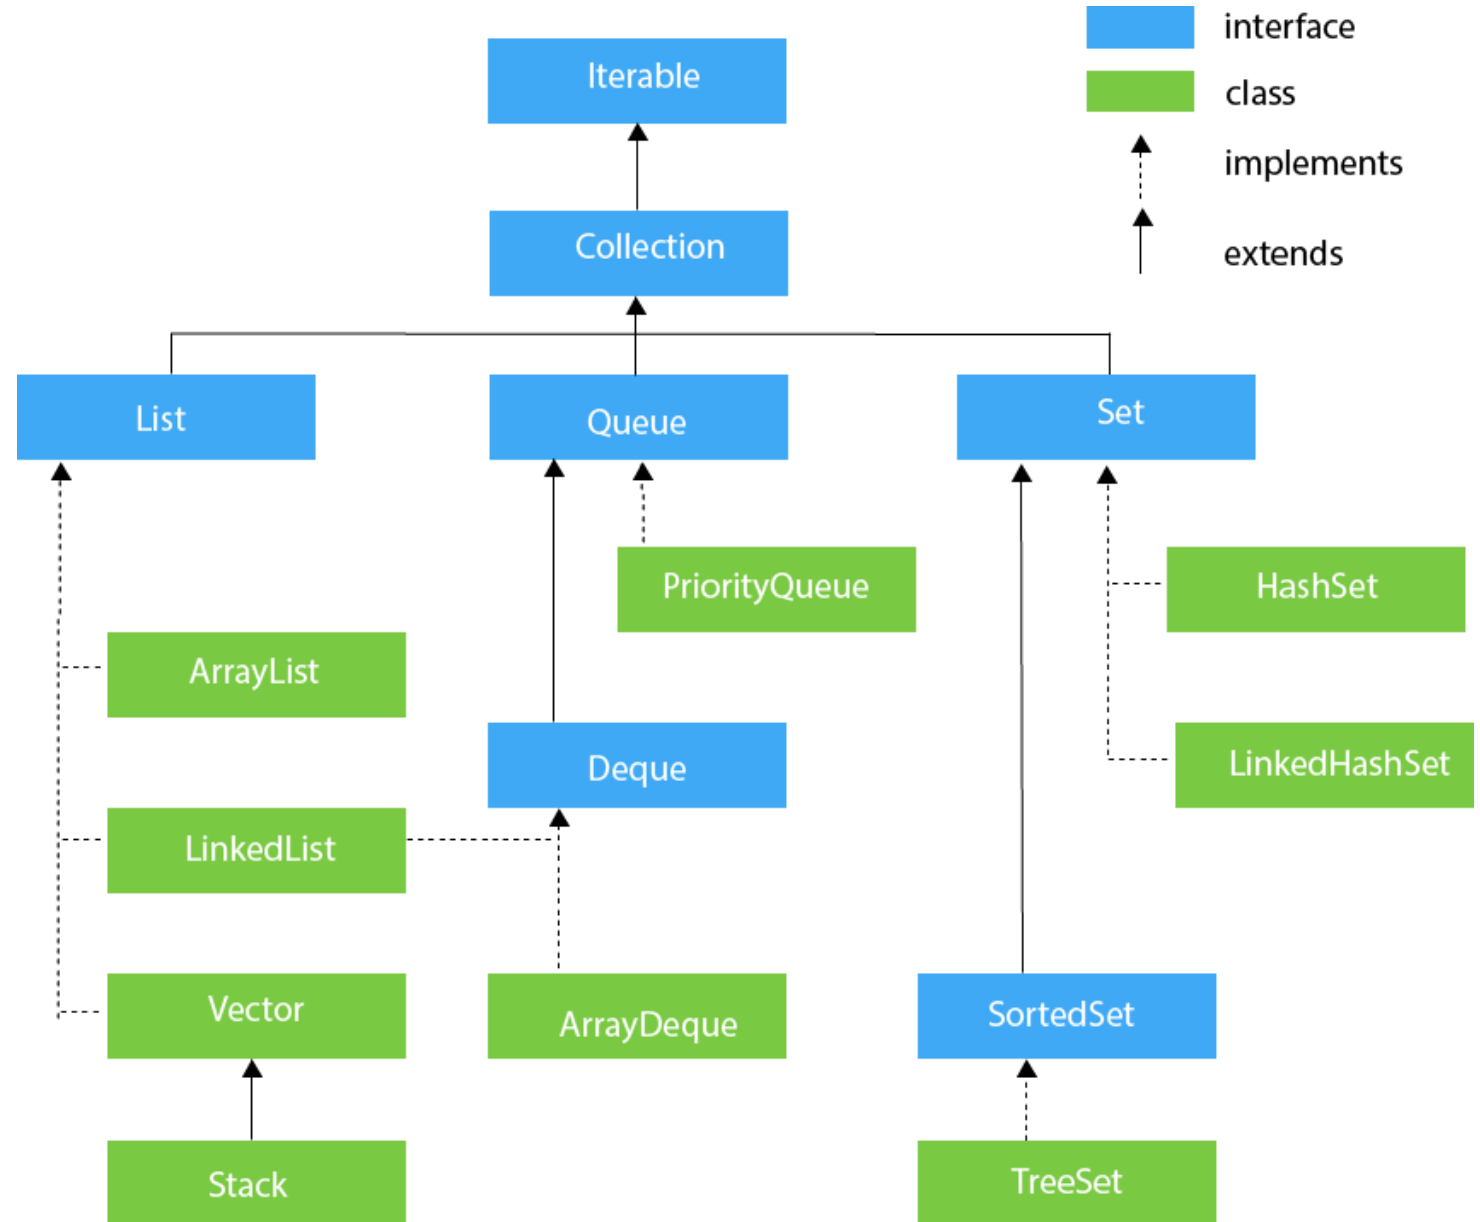 interface
Iterable
class
implements
Collection
extends
List
Queue
Set
PriorityQueue
HashSet
ArrayList
Deque
LinkedHashSet
LinkedList
Vector
ArrayDeque
SortedSet
Stack
TreeSet